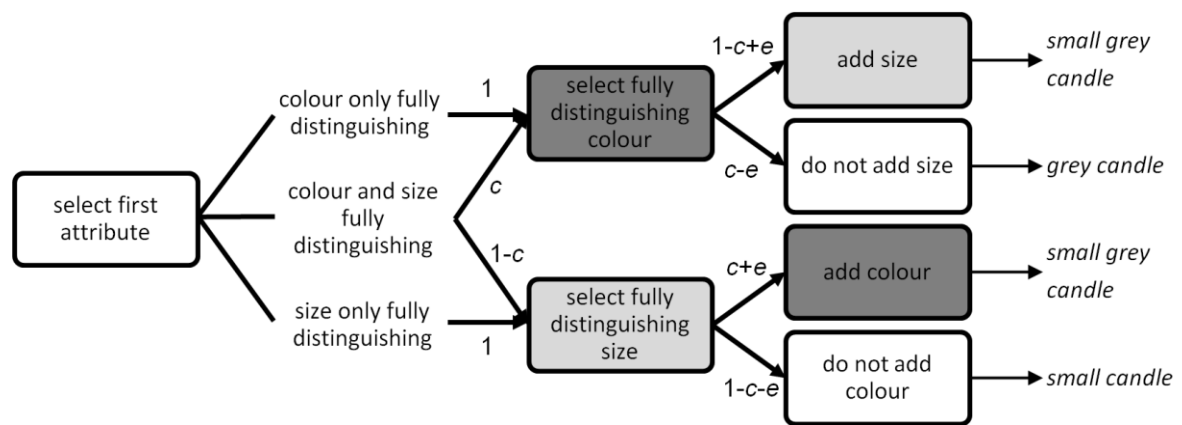 select first
attribute
colour only fully
distinguishing
1
colour and size
fully
distinguishing
c
1-c
size only fully
distinguishing
1
select fully
distinguishing
colour
select fully
distinguishing
size
1-c+e
add size
small grey
candle
c-e
do not add size
grey candle
c+e
add colour
small grey
candle
1-c-e
do not add
colour
small candle